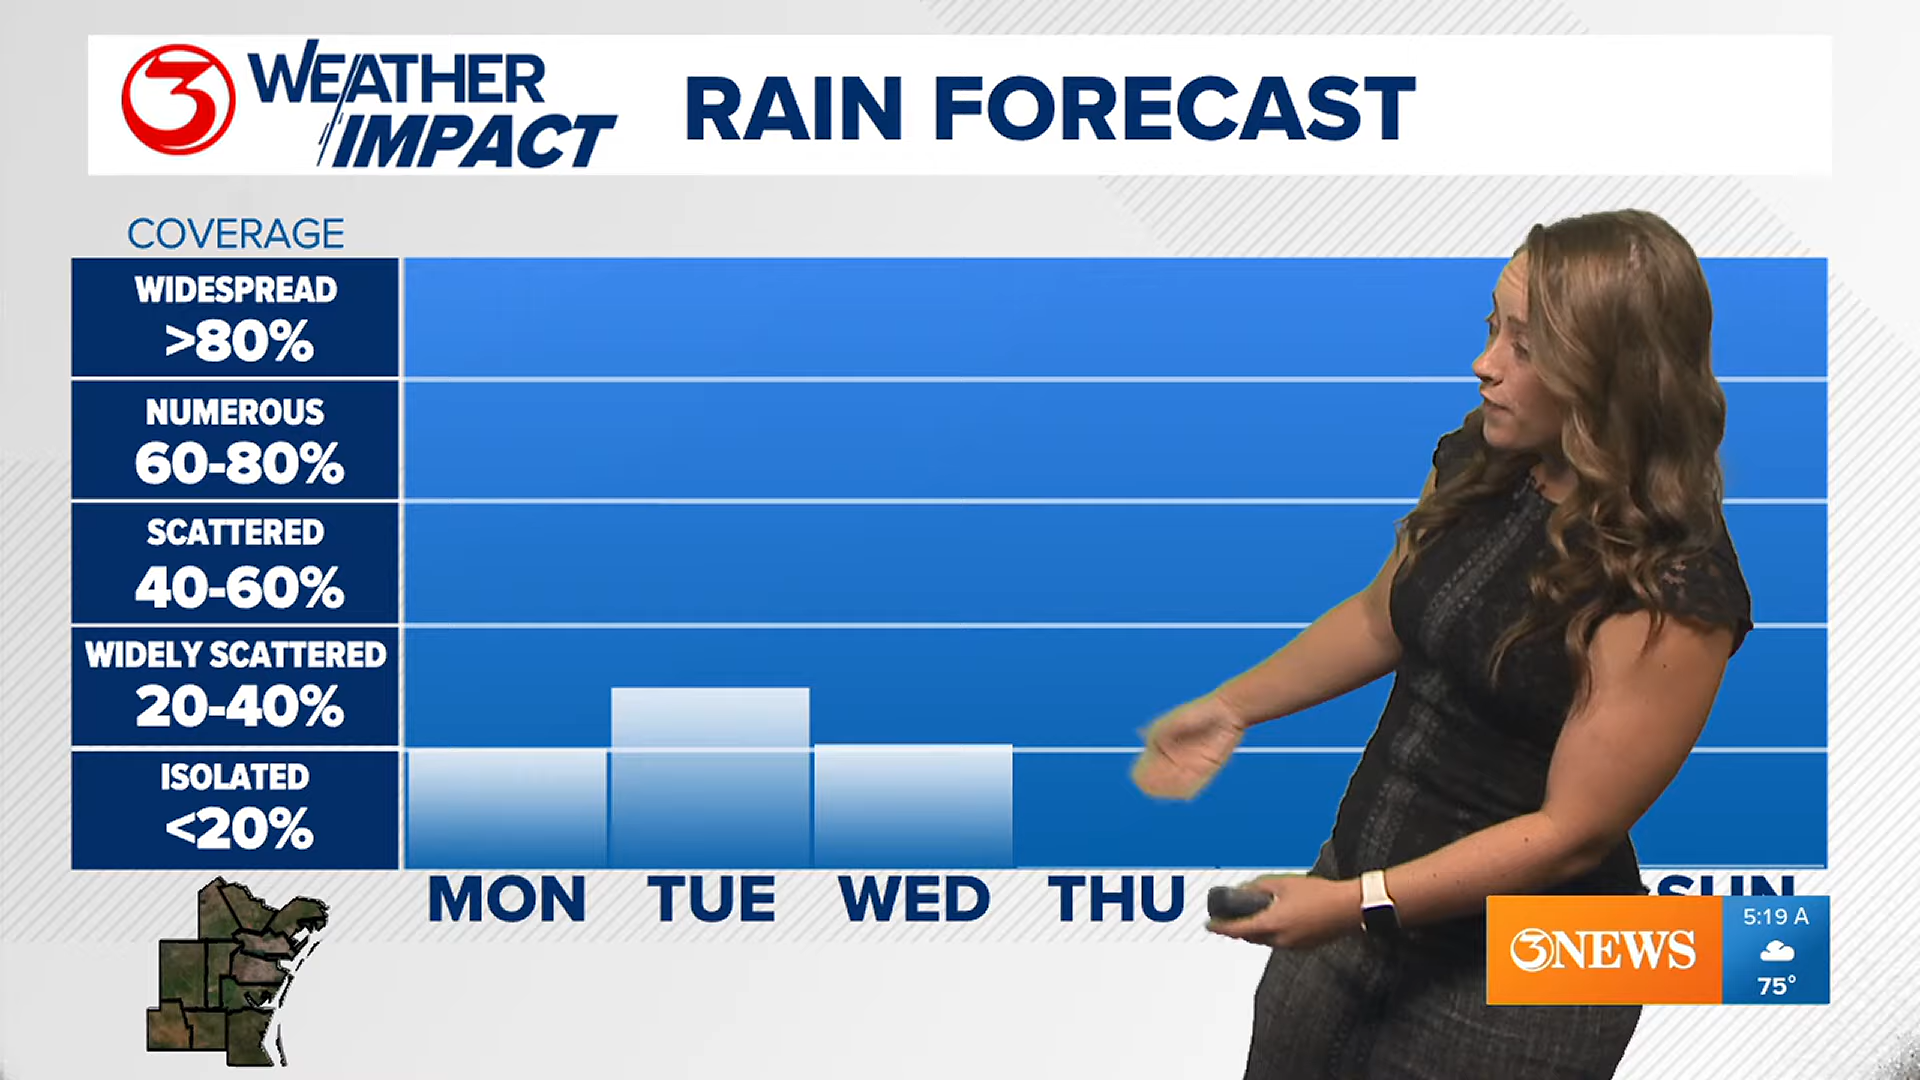 3 WEATHER IMPACT RAIN FORECAST
COVERAGE
WIDESPREAD
>80%
NUMEROUS
60-80%
SCATTERED
40-60%
WIDELY SCATTERED
20-40%
ISOLATED
<20%
MON TUE WED THU SUN
3NEWS
5:19 A
75°